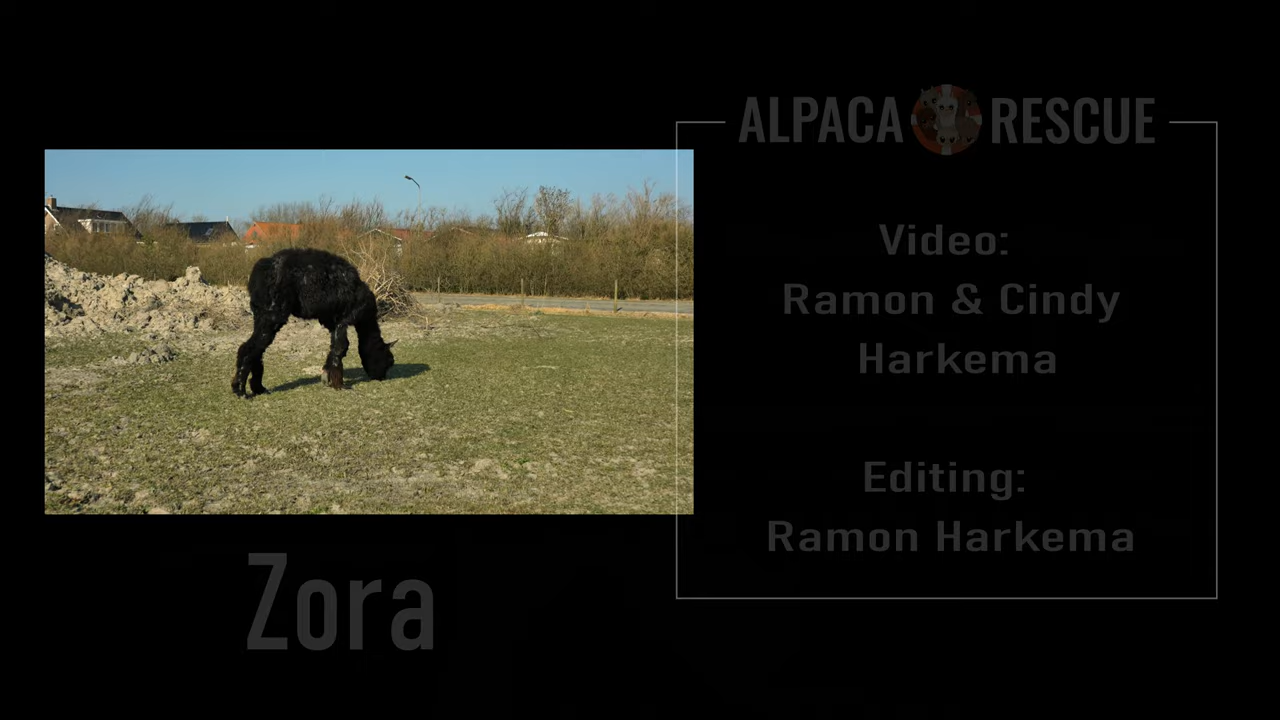 ALPACA RESCUE
Video:
Ramon & Cindy
Harkema
Editing:
Ramon Harkema
Zora